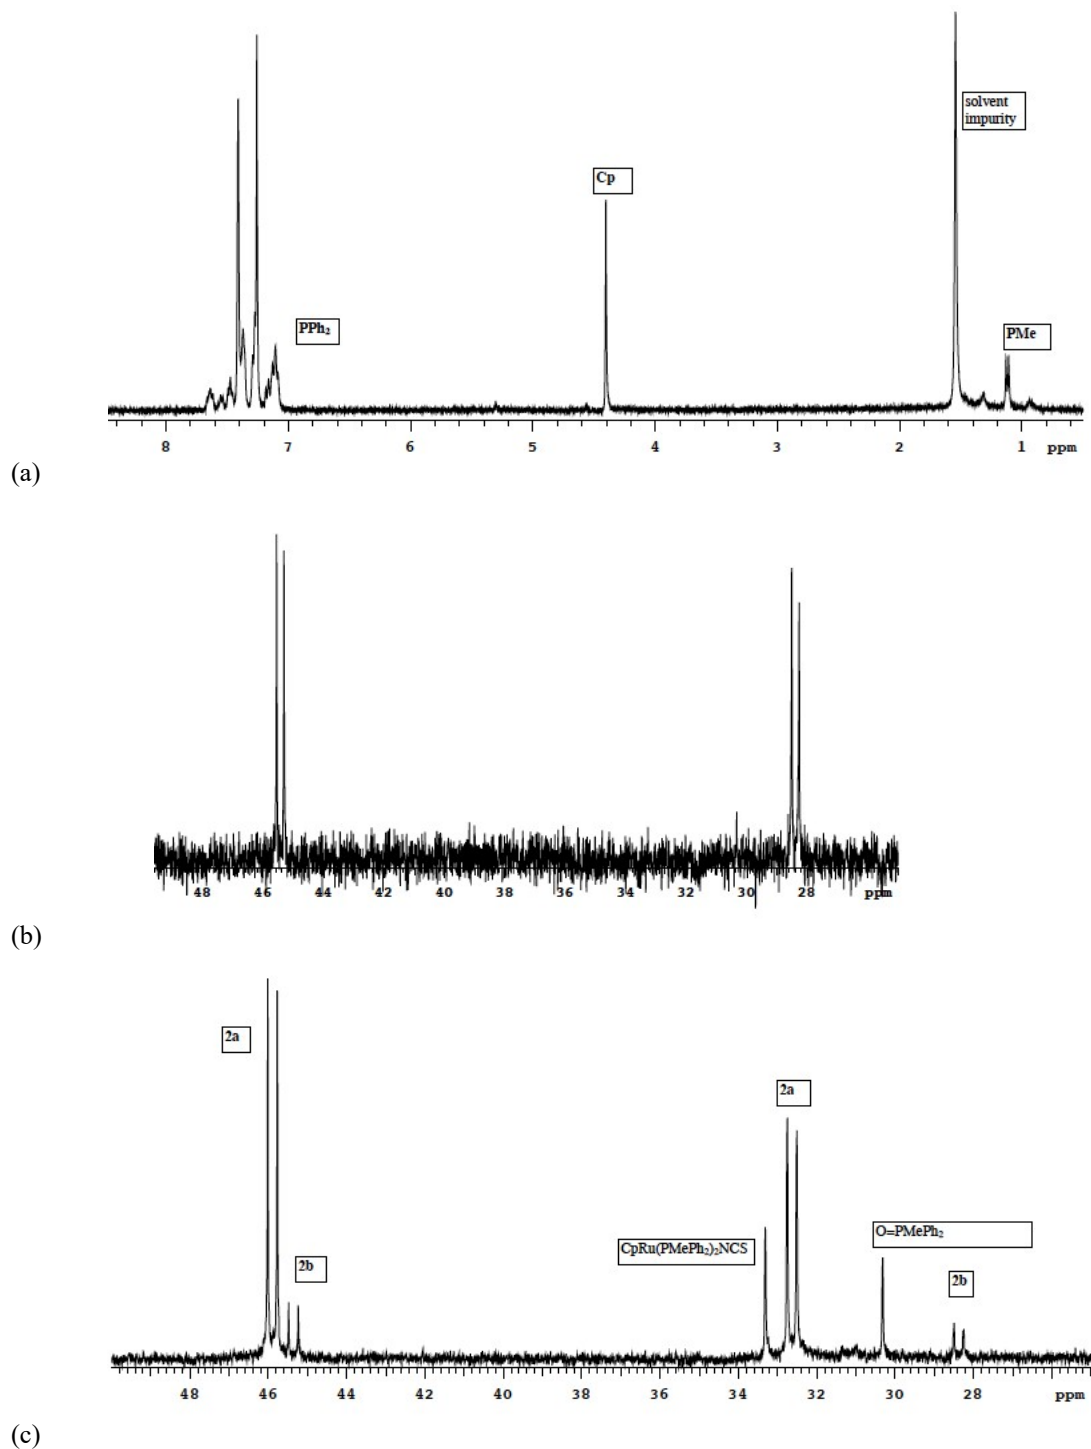 solvent
impurity
Cp
PPh₂
PMe
8 7 6 5 4 3 2 1 ppm
(a)
48 46 44 42 40 38 36 34 32 30 28 ppm
(b)
2a
2a
CpRu(PMePh₂)₂NCS
O=PMePh₂
2b
2b
48 46 44 42 40 38 36 34 32 30 28 ppm
(c)